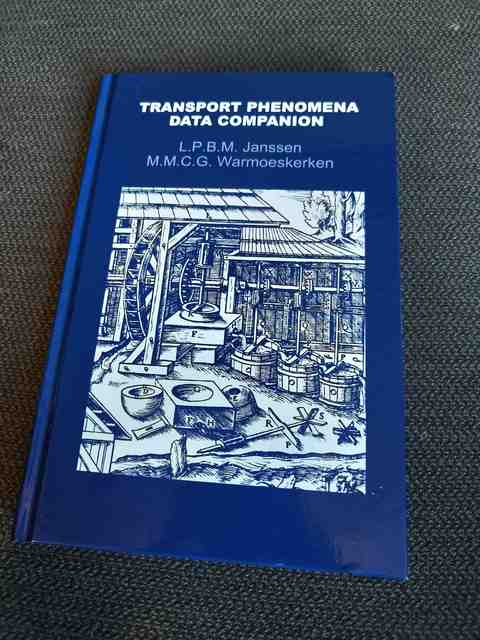 TRANSPORT PHENOMENA
DATA COMPANION
L.P.B.M. Janssen
M.M.C.G. Warmoeskerken
F
R
S
P